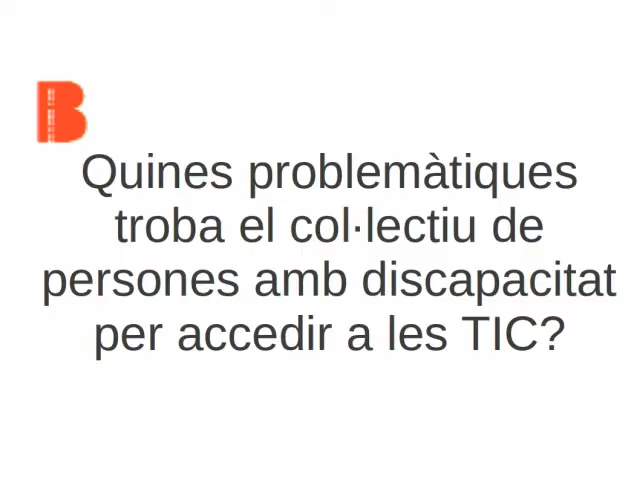 B
Quines problemàtiques
troba el col·lectiu de
persones amb discapacitat
per accedir a les TIC?